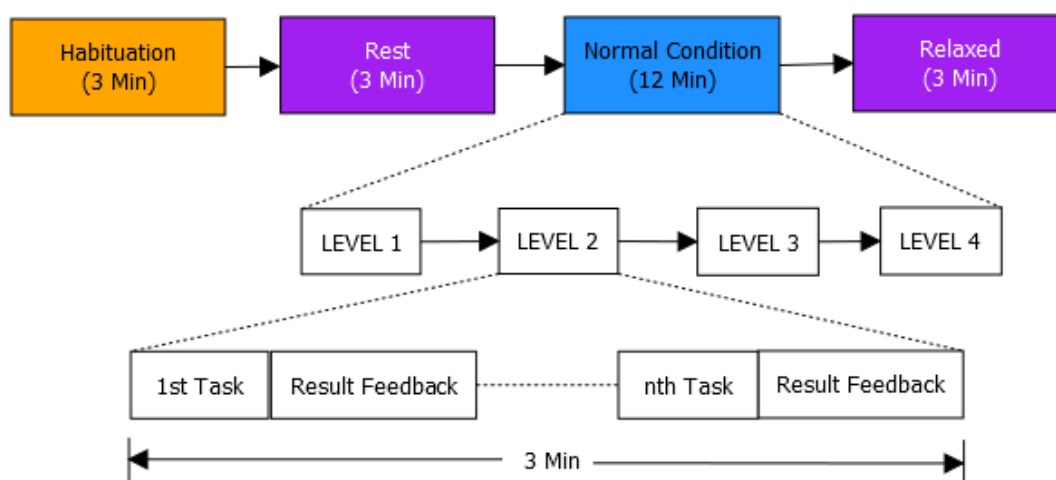 Habituation
(3 Min)
Rest
(3 Min)
Normal Condition
(12 Min)
Relaxed
(3 Min)
LEVEL 1
LEVEL 2
LEVEL 3
LEVEL 4
1st Task
Result Feedback
nth Task
Result Feedback
3 Min